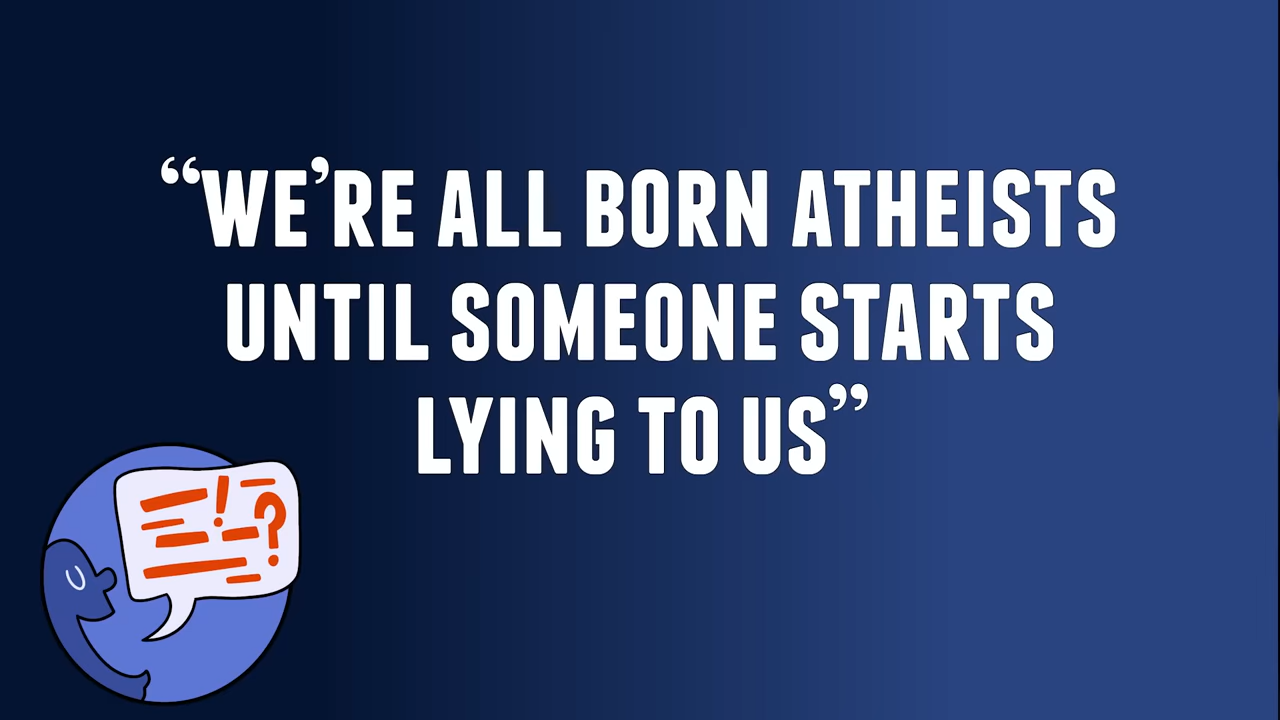 “WE’RE ALL BORN ATHEISTS
UNTIL SOMEONE STARTS
LYING TO US”
!
?